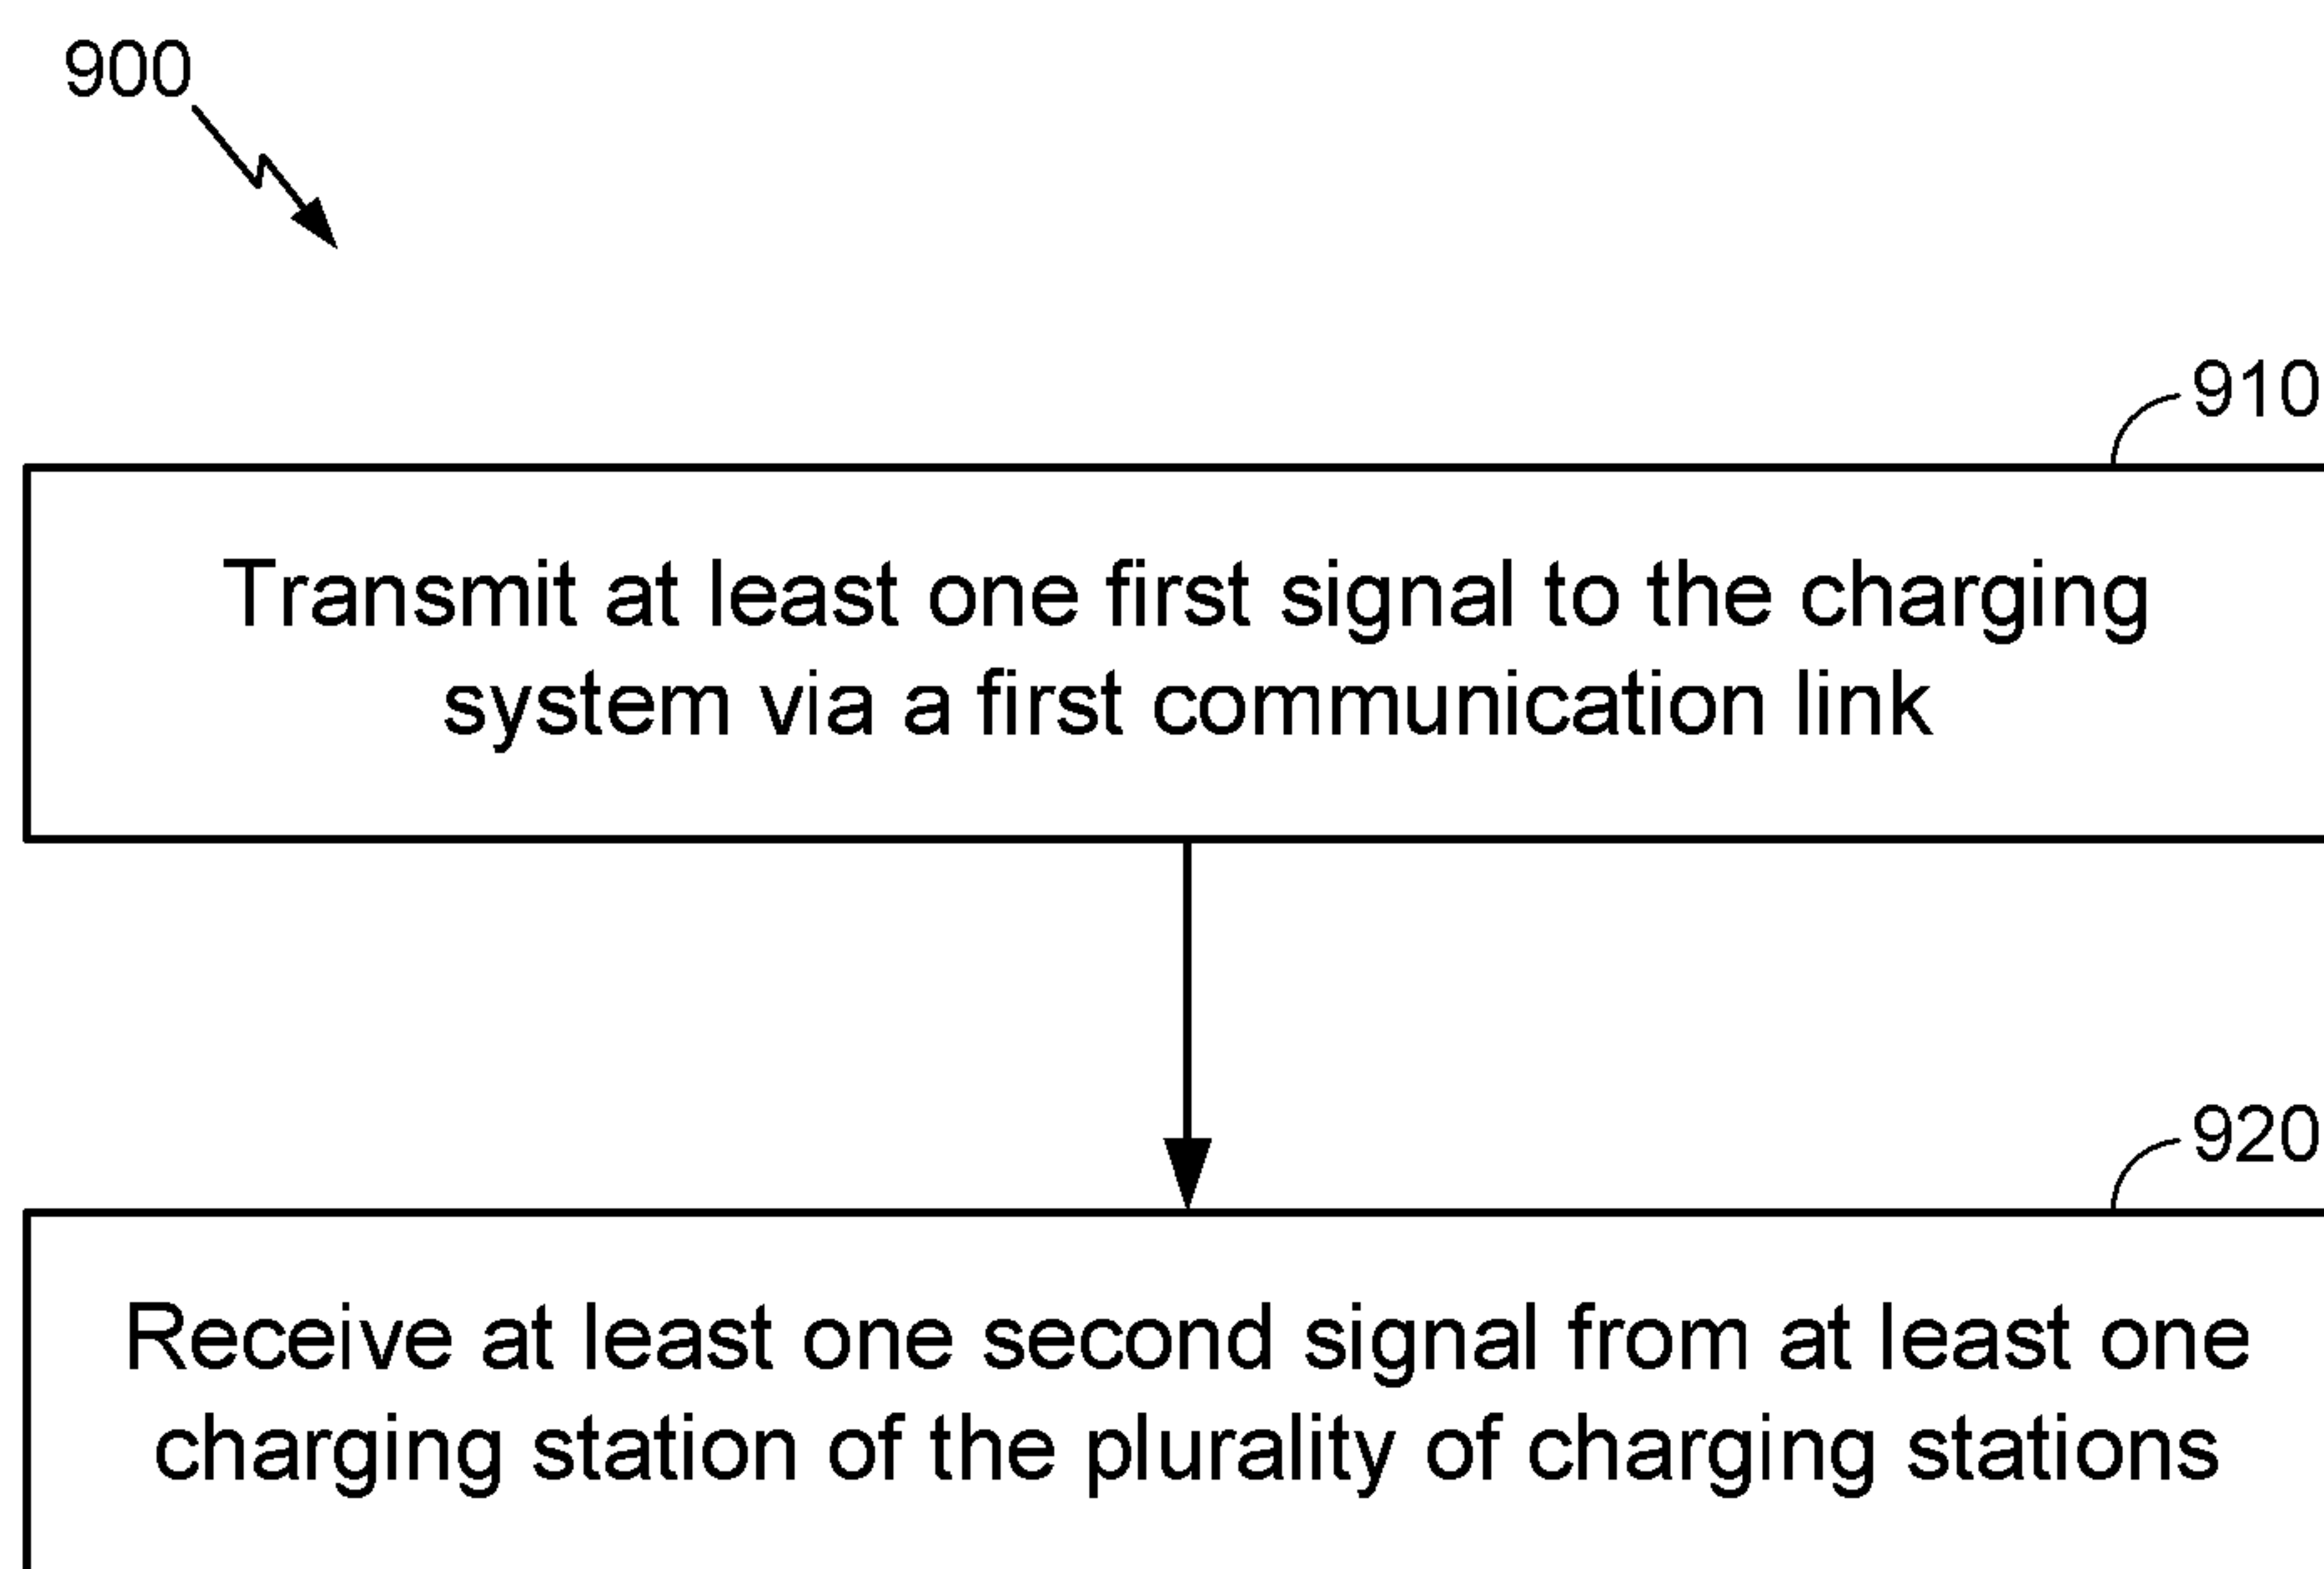 900
910
Transmit at least one first signal to the charging
system via a first communication link
920
Receive at least one second signal from at least one
charging station of the plurality of charging stations